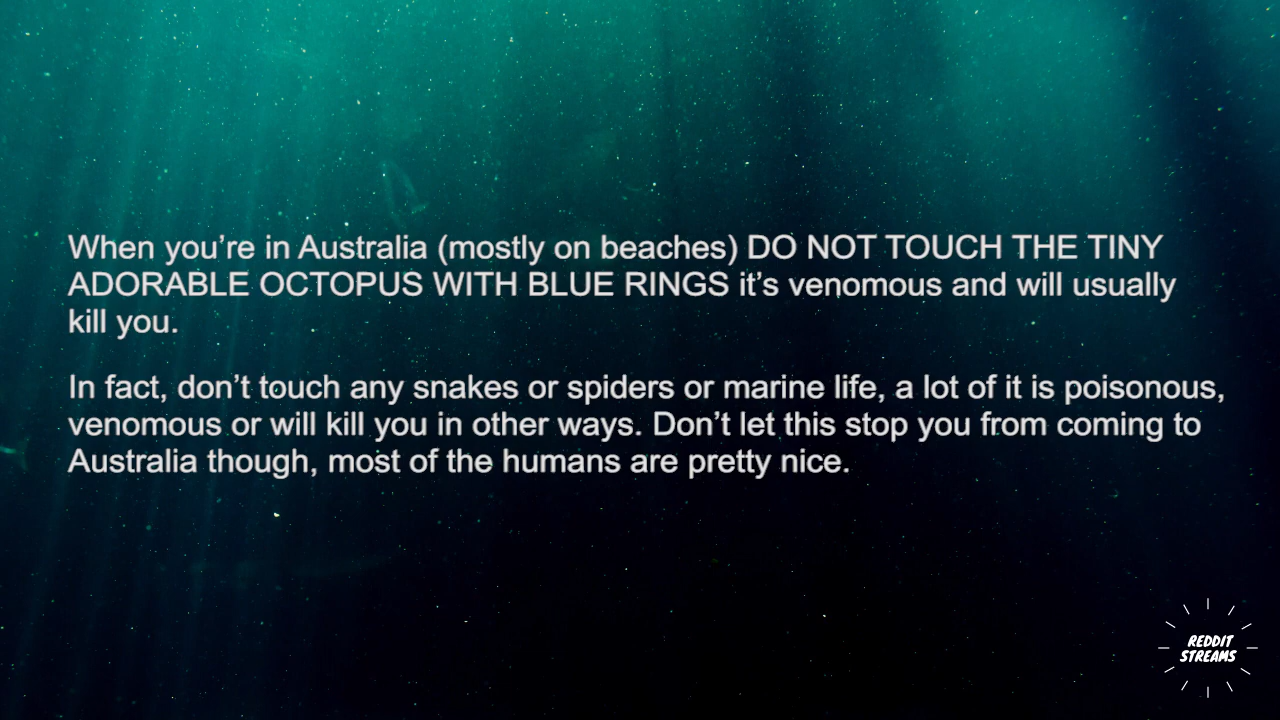 When you’re in Australia (mostly on beaches) DO NOT TOUCH THE TINY
ADORABLE OCTOPUS WITH BLUE RINGS it’s venomous and will usually
kill you.
In fact, don’t touch any snakes or spiders or marine life, a lot of it is poisonous,
venomous or will kill you in other ways. Don’t let this stop you from coming to
Australia though, most of the humans are pretty nice.
REDDIT
STREAMS